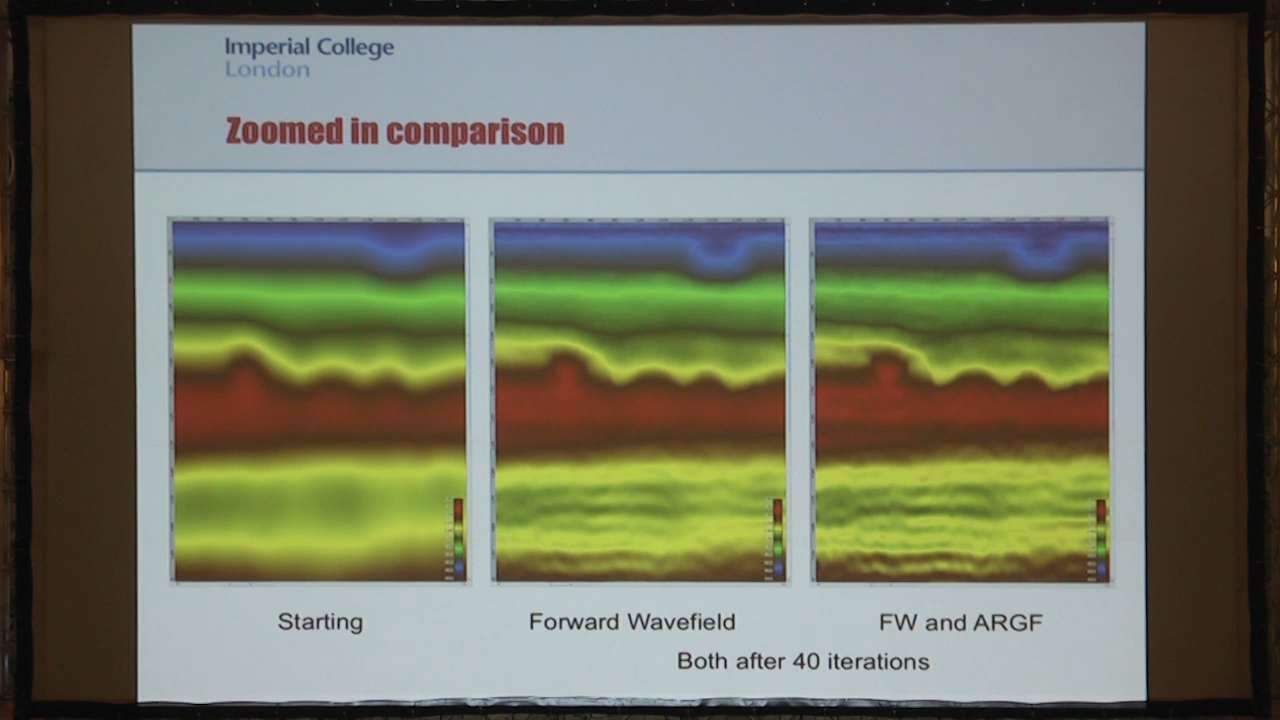 Imperial College
London
Zoomed in comparison
Starting
Forward Wavefield
FW and ARGF
Both after 40 iterations